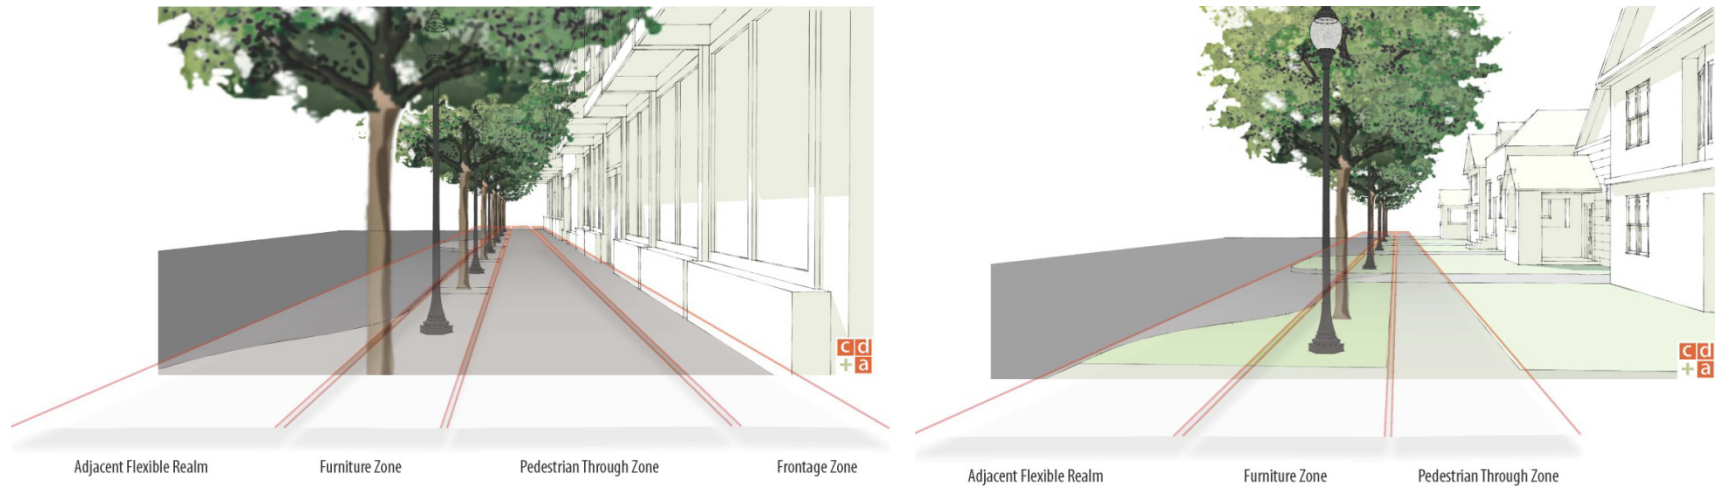 cd
+a
Adjacent Flexible Realm
Furniture Zone
Pedestrian Through Zone
Frontage Zone
cd
+a
Adjacent Flexible Realm
Furniture Zone
Pedestrian Through Zone